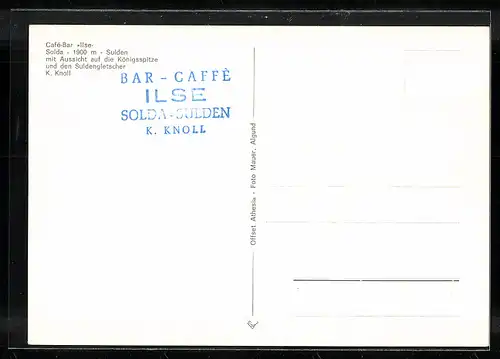 Café-Bar «Ilse»
Solda - 1900 m - Sulden
mit Aussicht auf die Königsspitze
und den Suldengletscher
K. Knoll
BAR - CAFFÈ
ILSE
SOLDA - SULDEN
K. KNOLL
Offset Athesia - Foto Mauer, Algund